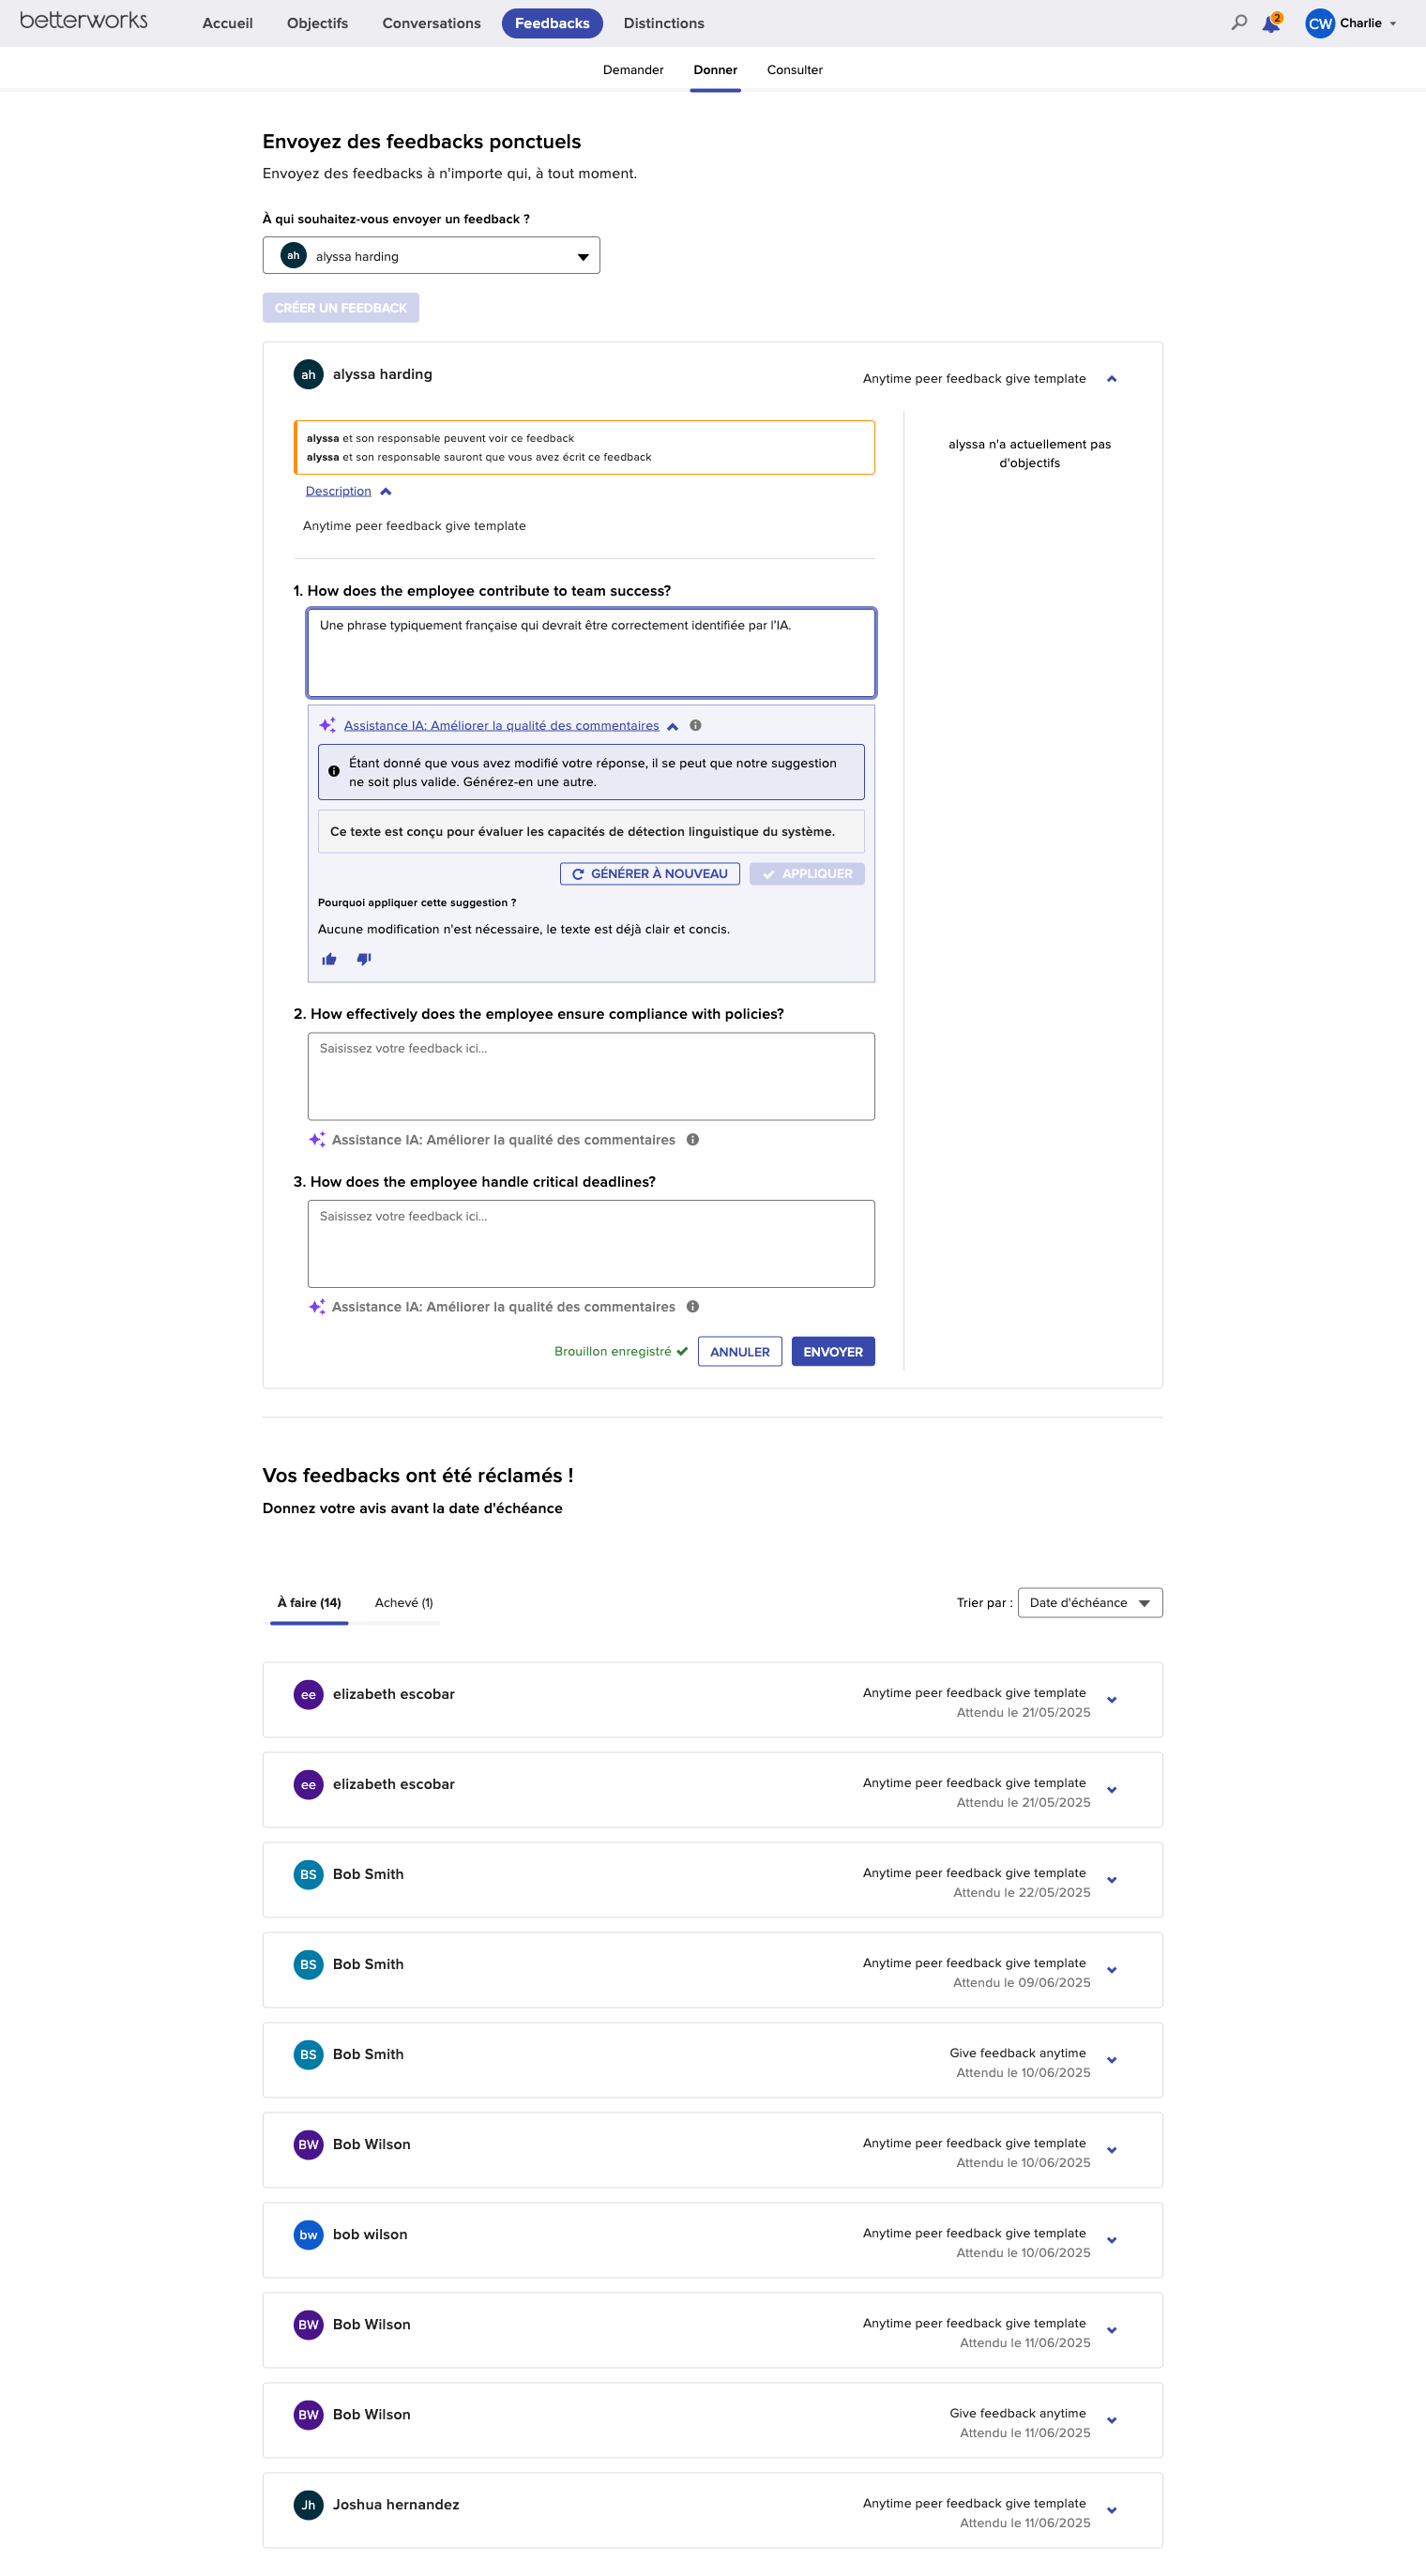 betterworks
Accueil
Objectifs
Conversations
Feedbacks
Distinctions
2
CW
Charlie
Demander
Donner
Consulter
Envoyez des feedbacks ponctuels
Envoyez des feedbacks à n'importe qui, à tout moment.
À qui souhaitez-vous envoyer un feedback ?
ah alyssa harding
CRÉER UN FEEDBACK
ah alyssa harding
Anytime peer feedback give template
alyssa et son responsable peuvent voir ce feedback
alyssa et son responsable sauront que vous avez écrit ce feedback
alyssa n'a actuellement pas
d'objectifs
Description
Anytime peer feedback give template
1. How does the employee contribute to team success?
Une phrase typiquement française qui devrait être correctement identifiée par l'IA.
Assistance IA: Améliorer la qualité des commentaires
Étant donné que vous avez modifié votre réponse, il se peut que notre suggestion
ne soit plus valide. Générez-en une autre.
Ce texte est conçu pour évaluer les capacités de détection linguistique du système.
GÉNÉRER À NOUVEAU
APPLIQUER
Pourquoi appliquer cette suggestion ?
Aucune modification n'est nécessaire, le texte est déjà clair et concis.
2. How effectively does the employee ensure compliance with policies?
Saisissez votre feedback ici...
Assistance IA: Améliorer la qualité des commentaires
3. How does the employee handle critical deadlines?
Saisissez votre feedback ici...
Assistance IA: Améliorer la qualité des commentaires
Brouillon enregistré
ANNULER
ENVOYER
Vos feedbacks ont été réclamés !
Donnez votre avis avant la date d'échéance
À faire (14)
Achevé (1)
Trier par :
Date d'échéance
ee elizabeth escobar
Anytime peer feedback give template
Attendu le 21/05/2025
ee elizabeth escobar
Anytime peer feedback give template
Attendu le 21/05/2025
BS Bob Smith
Anytime peer feedback give template
Attendu le 22/05/2025
BS Bob Smith
Anytime peer feedback give template
Attendu le 09/06/2025
BS Bob Smith
Give feedback anytime
Attendu le 10/06/2025
BW Bob Wilson
Anytime peer feedback give template
Attendu le 10/06/2025
bw bob wilson
Anytime peer feedback give template
Attendu le 10/06/2025
BW Bob Wilson
Anytime peer feedback give template
Attendu le 11/06/2025
BW Bob Wilson
Give feedback anytime
Attendu le 11/06/2025
Jh Joshua hernandez
Anytime peer feedback give template
Attendu le 11/06/2025